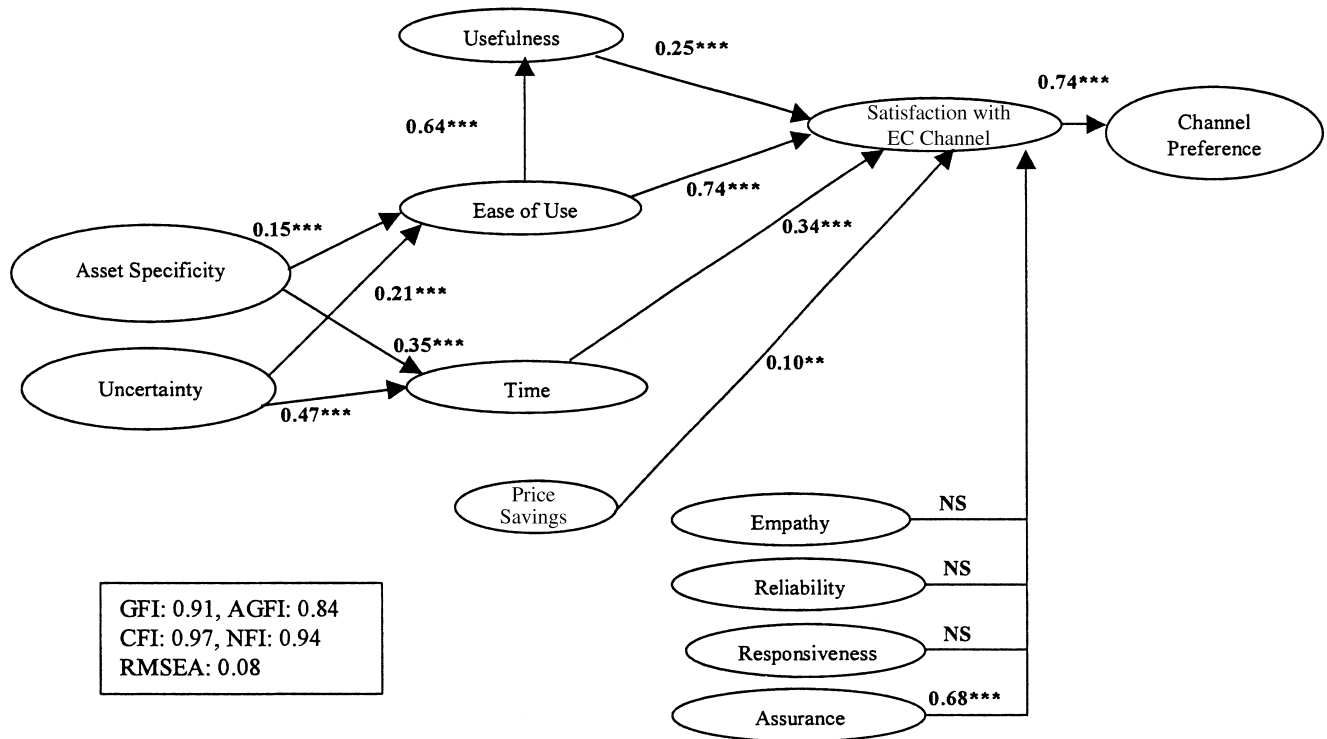 Usefulness
0.25***
0.74***
Satisfaction with
EC Channel
Channel
Preference
0.64***
0.74***
Ease of Use
0.15***
0.34***
Asset Specificity
0.21***
0.35***
0.10**
Uncertainty
Time
0.47***
Price
Savings
Empathy
NS
Reliability
NS
Responsiveness
NS
Assurance
0.68***
GFI: 0.91, AGFI: 0.84
CFI: 0.97, NFI: 0.94
RMSEA: 0.08